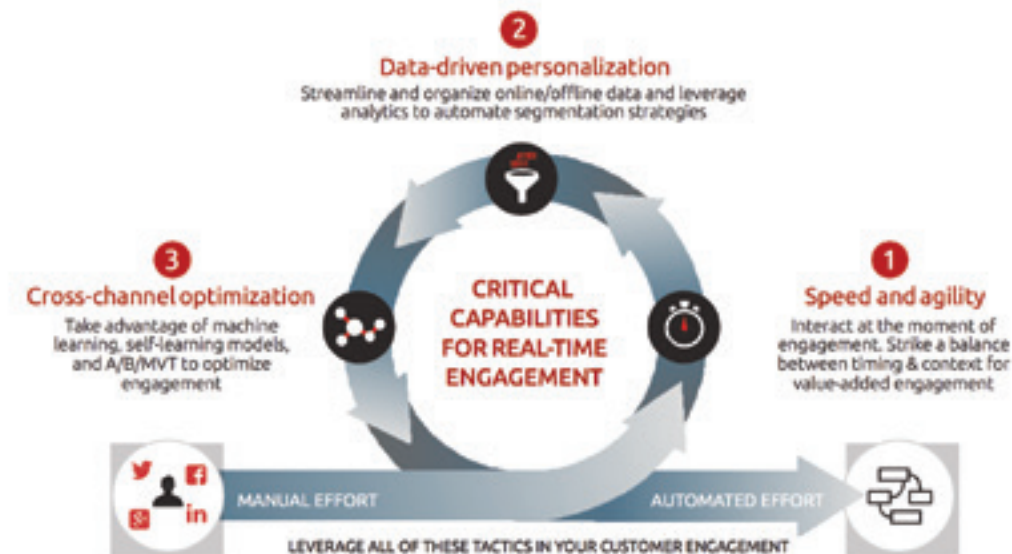 2
Data-driven personalization
Streamline and organize online/offline data and leverage
analytics to automate segmentation strategies
3
Cross-channel optimization
Take advantage of machine
learning, self-learning models,
and A/B/MVT to optimize
engagement
CRITICAL
CAPABILITIES
FOR REAL-TIME
ENGAGEMENT
1
Speed and agility
Interact at the moment of
engagement. Strike a balance
between timing & context for
value-added engagement
in
MANUAL EFFORT
AUTOMATED EFFORT
LEVERAGE ALL OF THESE TACTICS IN YOUR CUSTOMER ENGAGEMENT